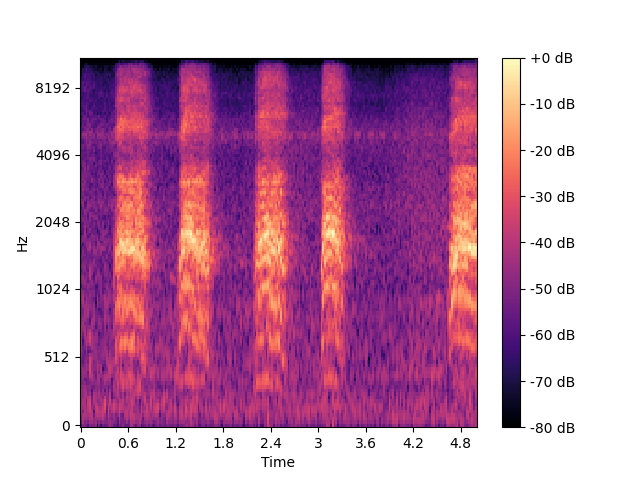 8192
4096
2048
1024
512
0
Hz
0 0.6 1.2 1.8 2.4 3 3.6 4.2 4.8
Time
+0 dB
-10 dB
-20 dB
-30 dB
-40 dB
-50 dB
-60 dB
-70 dB
-80 dB